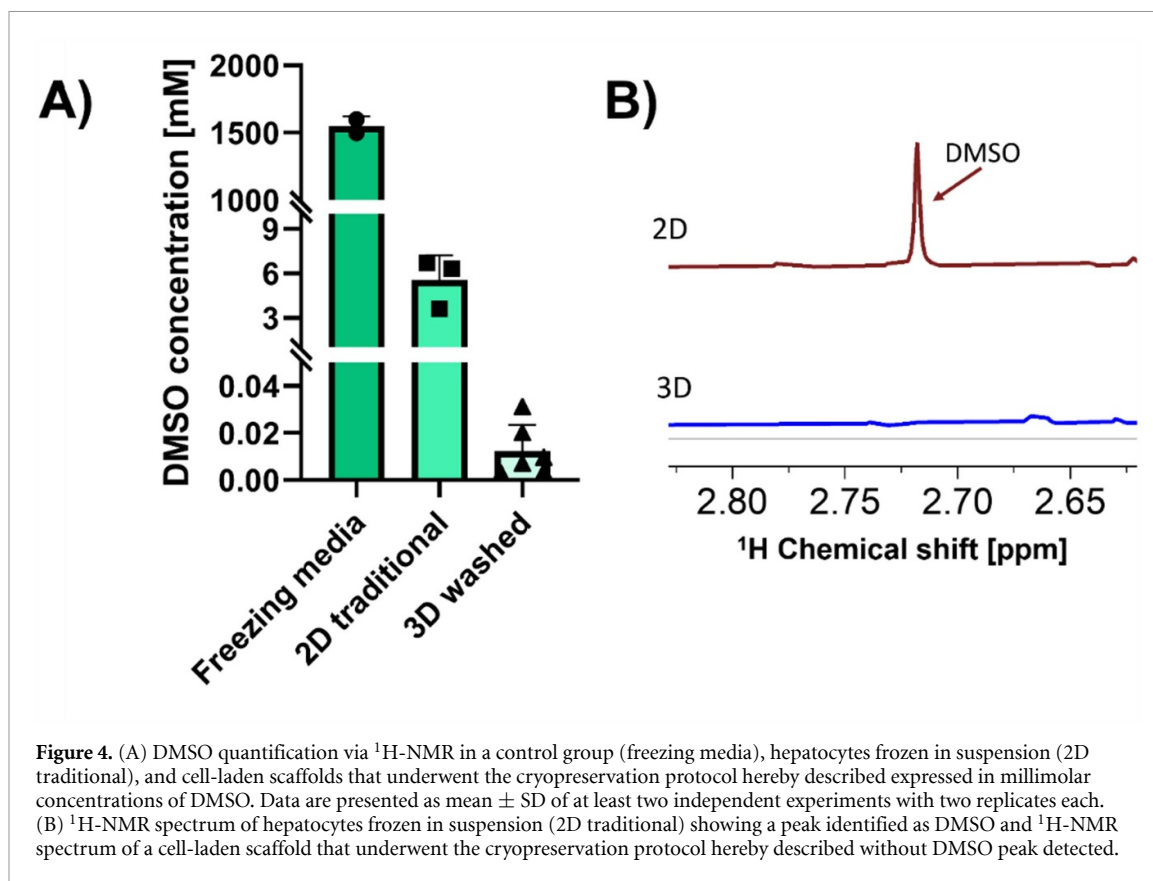 A)
DMSO concentration [mM]
2000
1500
1000
9
6
3
0.04
0.02
0.00
Freezing media
2D traditional
3D washed
B)
DMSO
2D
3D
2.80 2.75 2.70 2.65
¹H Chemical shift [ppm]
Figure 4. (A) DMSO quantification via ¹H-NMR in a control group (freezing media), hepatocytes frozen in suspension (2D
traditional), and cell-laden scaffolds that underwent the cryopreservation protocol hereby described expressed in millimolar
concentrations of DMSO. Data are presented as mean ± SD of at least two independent experiments with two replicates each.
(B) ¹H-NMR spectrum of hepatocytes frozen in suspension (2D traditional) showing a peak identified as DMSO and ¹H-NMR
spectrum of a cell-laden scaffold that underwent the cryopreservation protocol hereby described without DMSO peak detected.